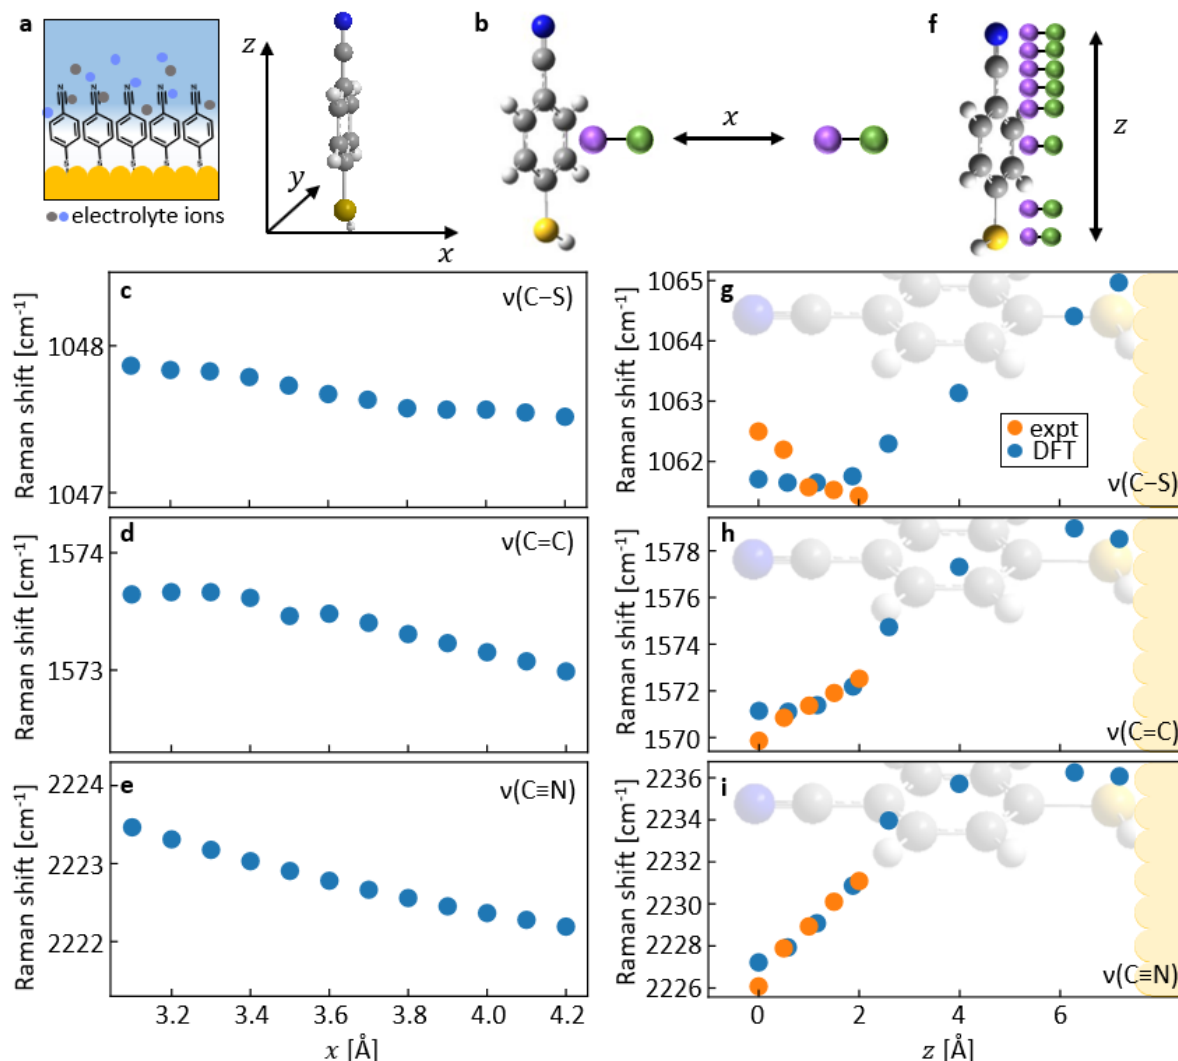 a
N N N N N
S S S S S
electrolyte ions
z
y
x
b
x
f
z
c
ν(C−S)
Raman shift [cm⁻¹]
1048
1047
d
ν(C=C)
Raman shift [cm⁻¹]
1574
1573
e
ν(C≡N)
Raman shift [cm⁻¹]
2224
2223
2222
3.2 3.4 3.6 3.8 4.0 4.2
x [Å]
g
Raman shift [cm⁻¹]
1065
1064
1063
1062
expt
DFT
ν(C−S)
h
Raman shift [cm⁻¹]
1578
1576
1574
1572
1570
ν(C=C)
i
Raman shift [cm⁻¹]
2236
2234
2232
2230
2228
2226
ν(C≡N)
0 2 4 6
z [Å]